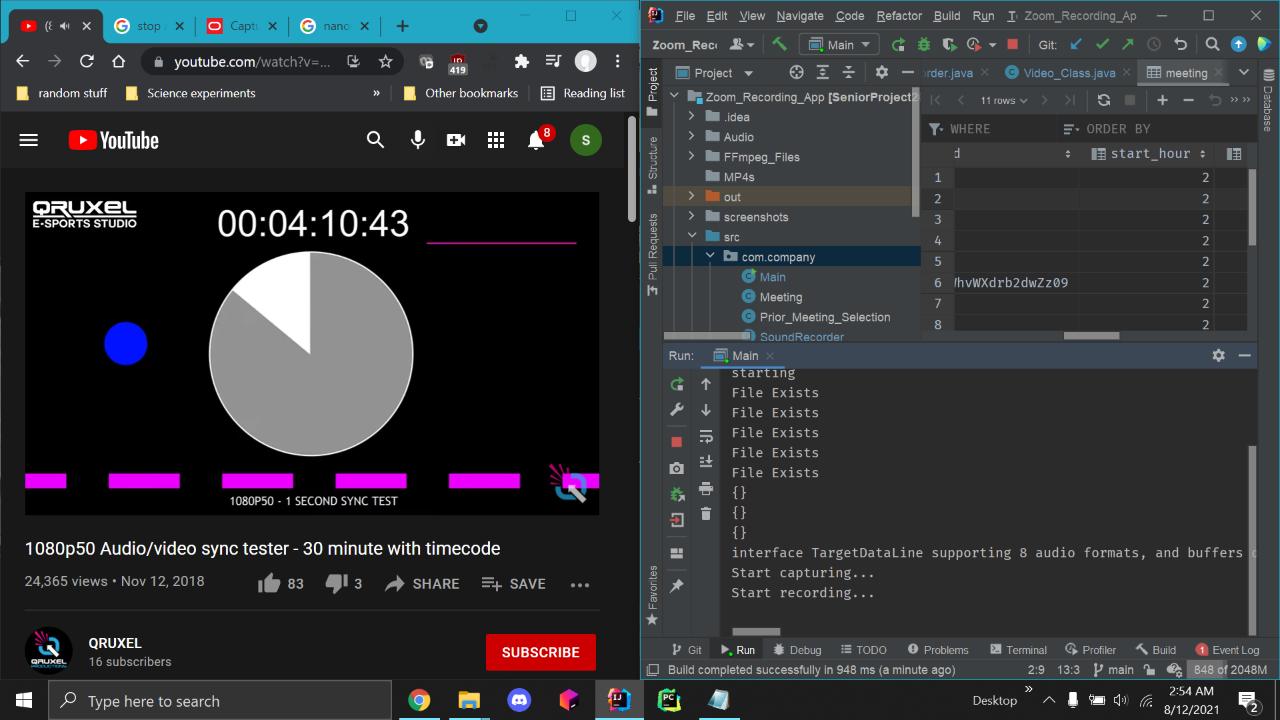 stop
Capt
nano
youtube.com/watch?v=...
419
random stuff
Science experiments
»
Other bookmarks
Reading list
YouTube
8
S
QRUXEL
E-SPORTS STUDIO
00:04:10:43
1080P50 - 1 SECOND SYNC TEST
1080p50 Audio/video sync tester - 30 minute with timecode
24,365 views • Nov 12, 2018
83
3
SHARE
SAVE
QRUXEL
PRODUCTIONS
QRUXEL
16 subscribers
SUBSCRIBE
File Edit View Navigate Code Refactor Build Run T Zoom_Recording_Ap
Zoom_Reco
Main
Git:
Project
rder.java
Video_Class.java
meeting
Project
Structure
Pull Requests
Favorites
Database
Zoom_Recording_App [SeniorProject2
.idea
Audio
FFmpeg_Files
MP4s
out
screenshots
src
com.company
Main
Meeting
Prior_Meeting_Selection
SoundRecorder
11 rows
WHERE
ORDER BY
d
start_hour
1 2
2 2
3 2
4 2
5 2
6 WhvWXdrb2dwZz09 2
7 2
8 2
Run: Main
starting
File Exists
File Exists
File Exists
File Exists
File Exists
{}
{}
{}
interface TargetDataLine supporting 8 audio formats, and buffers
Start capturing...
Start recording...
Git Run Debug TODO Problems Terminal Profiler Build 1 Event Log
Build completed successfully in 948 ms (a minute ago) 2:9 13:3 main 848 of 2048M
Type here to search
IJ
PC
Desktop »
2:54 AM
8/12/2021
2